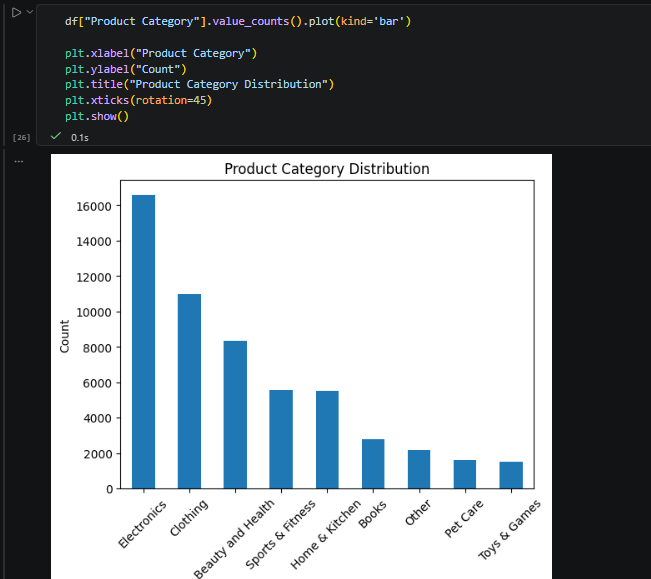 df["Product Category"].value_counts().plot(kind='bar')
plt.xlabel("Product Category")
plt.ylabel("Count")
plt.title("Product Category Distribution")
plt.xticks(rotation=45)
plt.show()
[26]
0.1s
...
Product Category Distribution
Count
16000
14000
12000
10000
8000
6000
4000
2000
0
Electronics
Clothing
Beauty and Health
Sports & Fitness
Home & Kitchen
Books
Other
Pet Care
Toys & Games